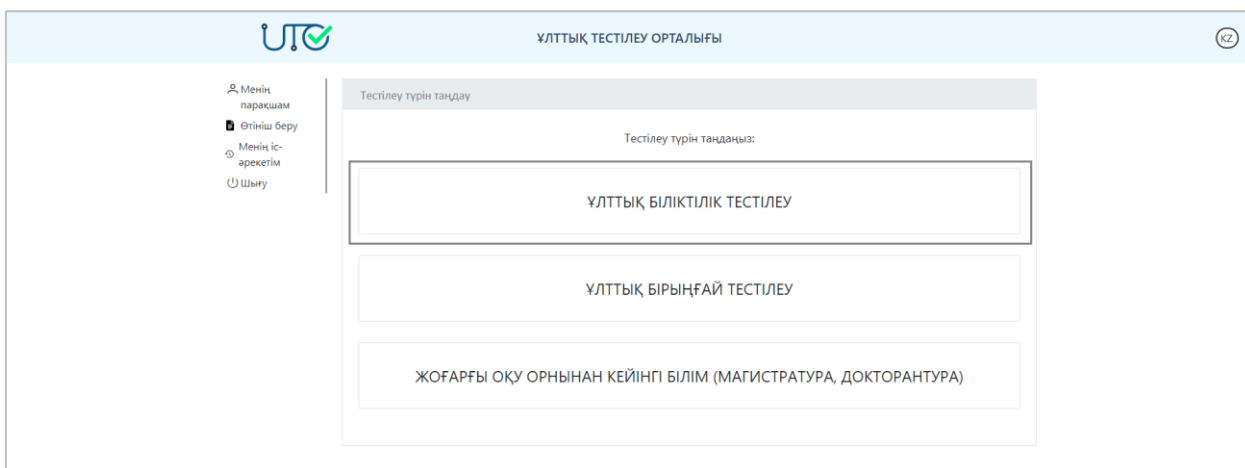 UTO
ҰЛТТЫҚ ТЕСТІЛЕУ ОРТАЛЫҒЫ
KZ
Менің
парақшам
Өтініш беру
Менің іс-
әрекетім
Шығу
Тестілеу түрін таңдау
Тестілеу түрін таңдаңыз:
ҰЛТТЫҚ БІЛІКТІЛІК ТЕСТІЛЕУ
ҰЛТТЫҚ БІРЫҢҒАЙ ТЕСТІЛЕУ
ЖОҒАРҒЫ ОҚУ ОРНЫНАН КЕЙІНГІ БІЛІМ (МАГИСТРАТУРА, ДОКТОРАНТУРА)